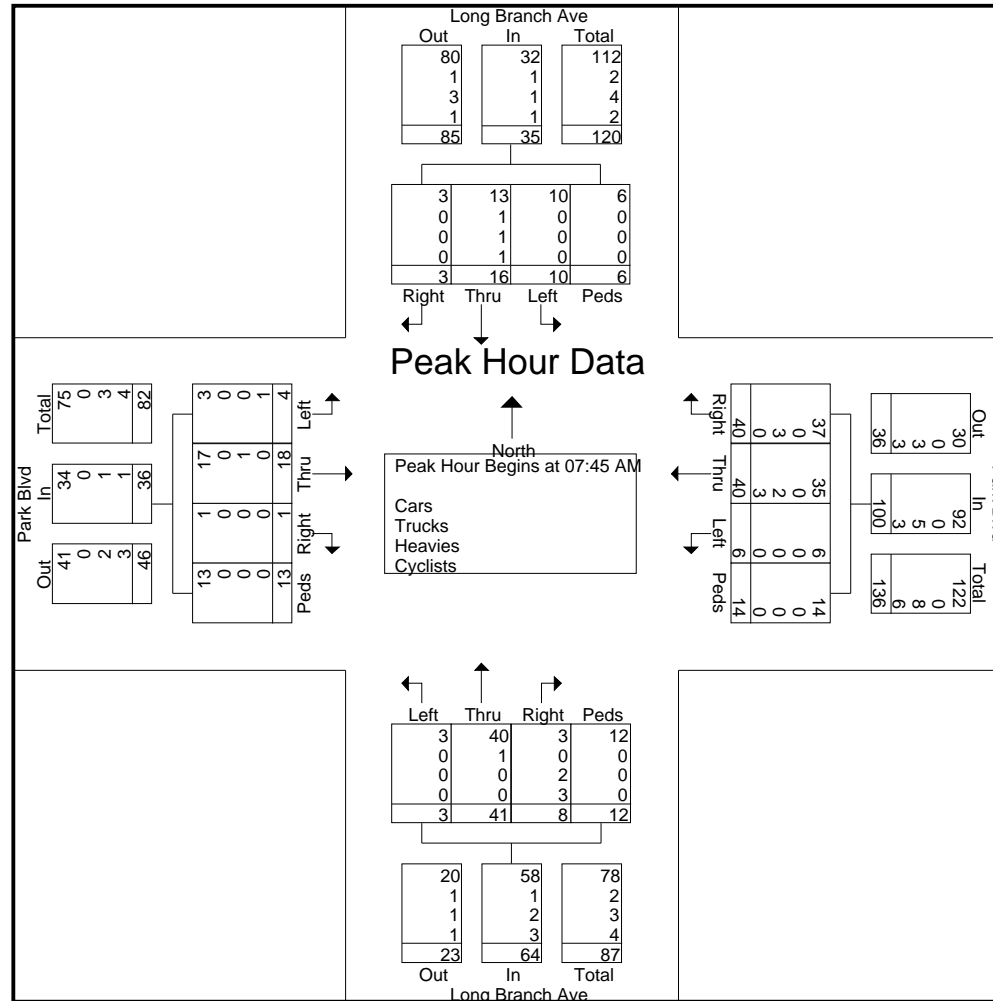 Long Branch Ave
Out In Total
80 32 112
1 1 2
3 1 4
1 1 2
85 35 120
3 13 10 6
0 1 0 0
0 1 0 0
0 1 0 0
3 16 10 6
Right Thru Left Peds
Park Blvd
Out In Total
41 34 75
0 0 0
2 1 3
3 1 4
46 36 82
13 1 17 3
0 0 0 0
0 0 1 0
0 0 0 1
13 1 18 4
Peds Right Thru Left
Peak Hour Data
North
Peak Hour Begins at 07:45 AM
Cars
Trucks
Heavies
Cyclists
Out In Total
30 92 122
0 0 0
3 5 8
3 3 6
36 100 136
37 35 6 14
0 0 0 0
3 2 0 0
0 3 0 0
40 40 6 14
Right Thru Left Peds
Left Thru Right Peds
3 40 3 12
0 1 0 0
0 0 2 0
0 0 3 0
3 41 8 12
20 58 78
1 1 2
1 2 3
1 3 4
23 64 87
Out In Total
Long Branch Ave